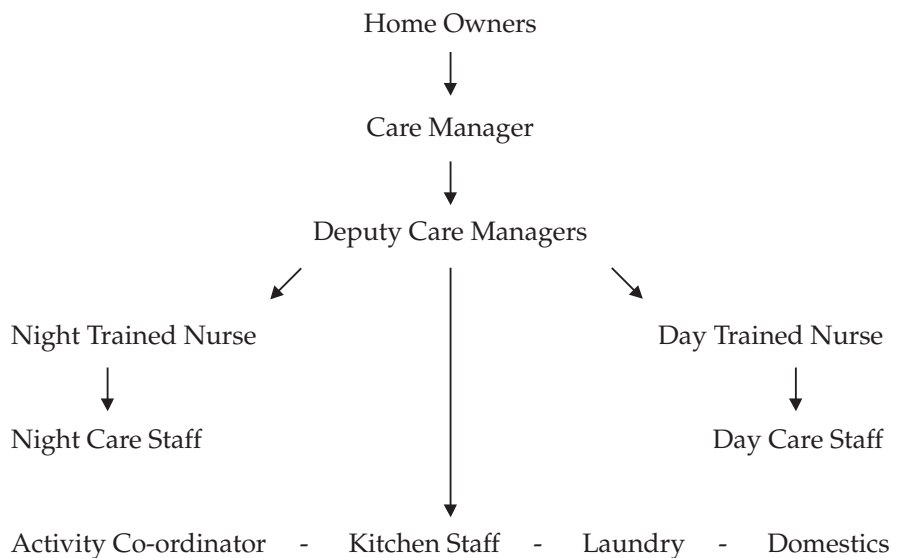 Home Owners
Care Manager
Deputy Care Managers
Night Trained Nurse Day Trained Nurse
Night Care Staff Day Care Staff
Activity Co-ordinator - Kitchen Staff - Laundry - Domestics